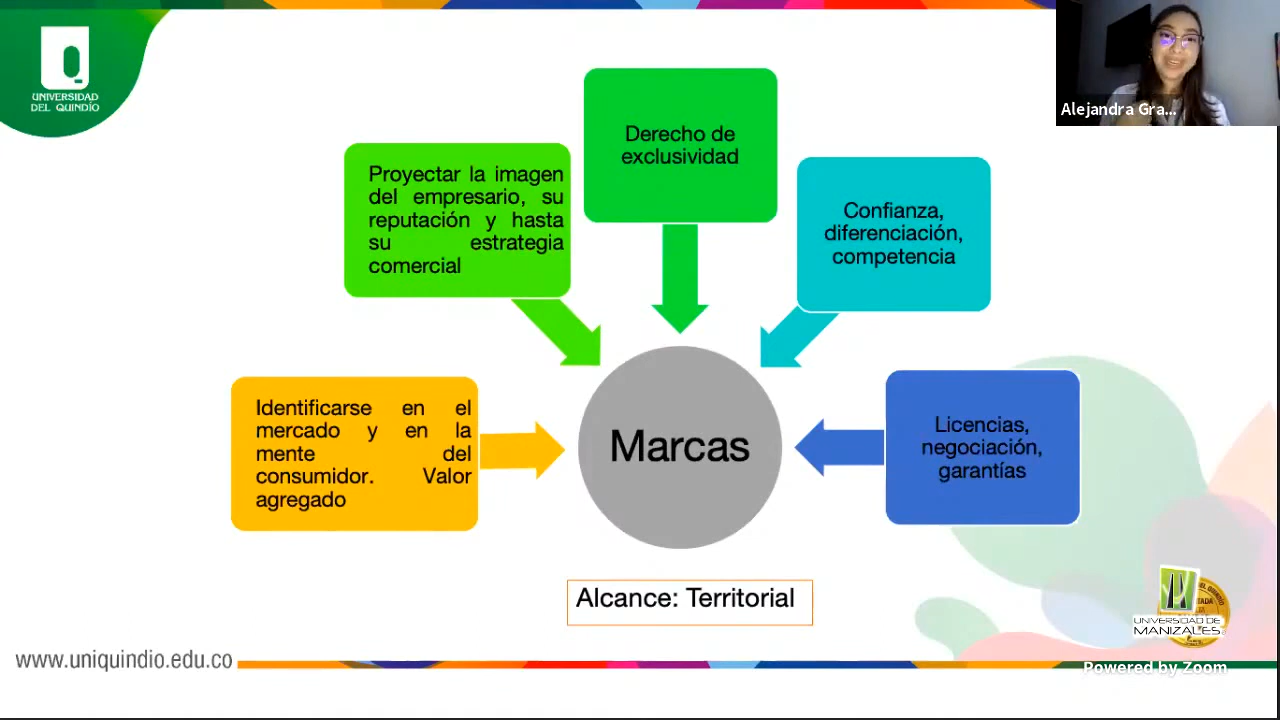 UNIVERSIDAD
DEL QUINDÍO
Alejandra Gra...
Derecho de
exclusividad
Proyectar la imagen
del empresario, su
reputación y hasta
su estrategia
comercial
Confianza,
diferenciación,
competencia
Identificarse en el
mercado y en la
mente del
consumidor. Valor
agregado
Marcas
Licencias,
negociación,
garantías
Alcance: Territorial
UNIVERSIDAD DE
MANIZALES
www.uniquindio.edu.co
Powered by Zoom